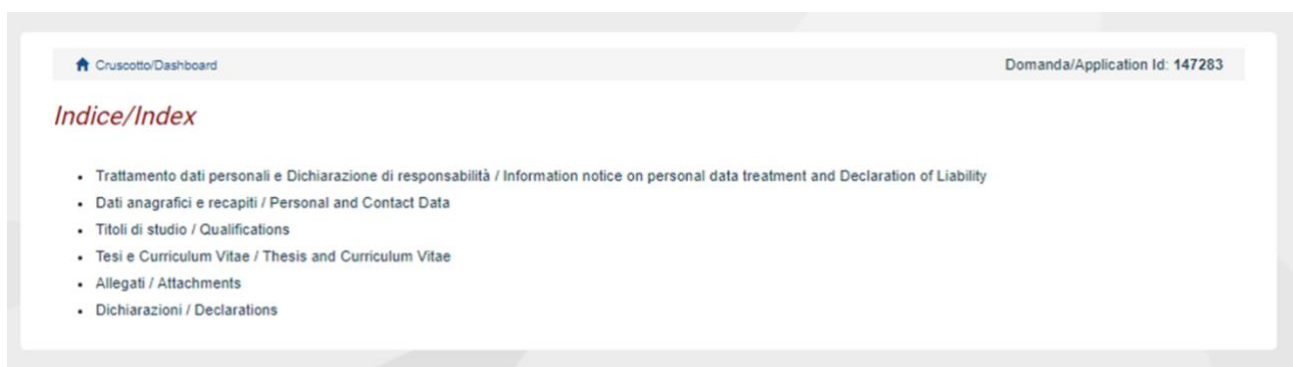 Cruscotto/Dashboard Domanda/Application Id: 147283
Indice/Index
Trattamento dati personali e Dichiarazione di responsabilità / Information notice on personal data treatment and Declaration of Liability
Dati anagrafici e recapiti / Personal and Contact Data
Titoli di studio / Qualifications
Tesi e Curriculum Vitae / Thesis and Curriculum Vitae
Allegati / Attachments
Dichiarazioni / Declarations